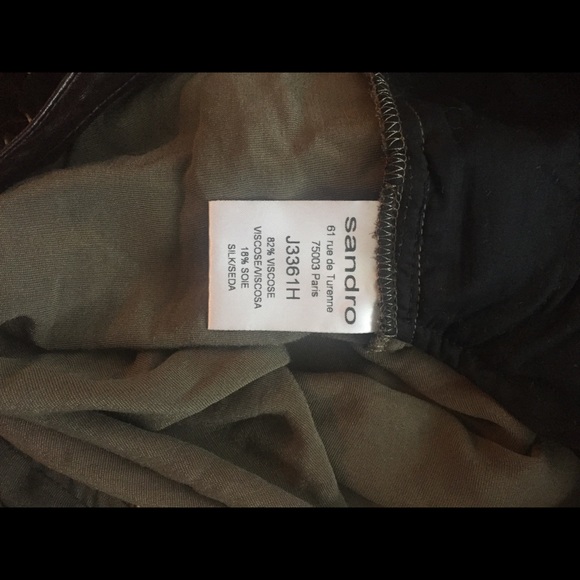 sandro
61 rue de Turenne
75003 Paris
J3361H
82% VISCOSE
VISCOSE/VISCOSA
18% SOIE
SILK/SEDA